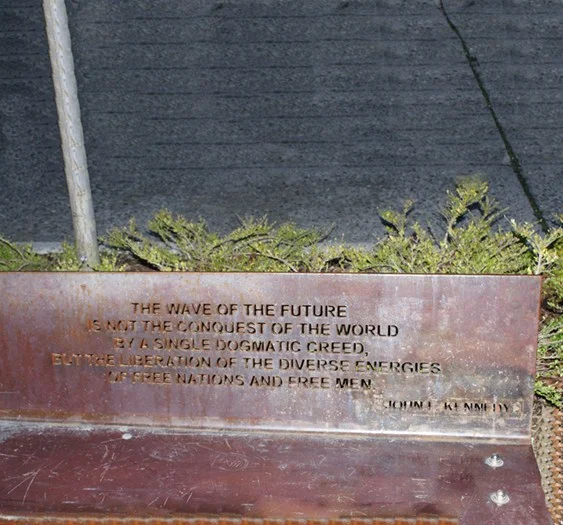 THE WAVE OF THE FUTURE
IS NOT THE CONQUEST OF THE WORLD
BY A SINGLE DOGMATIC CREED,
BUT THE LIBERATION OF THE DIVERSE ENERGIES
OF FREE NATIONS AND FREE MEN.
JOHN F. KENNEDY